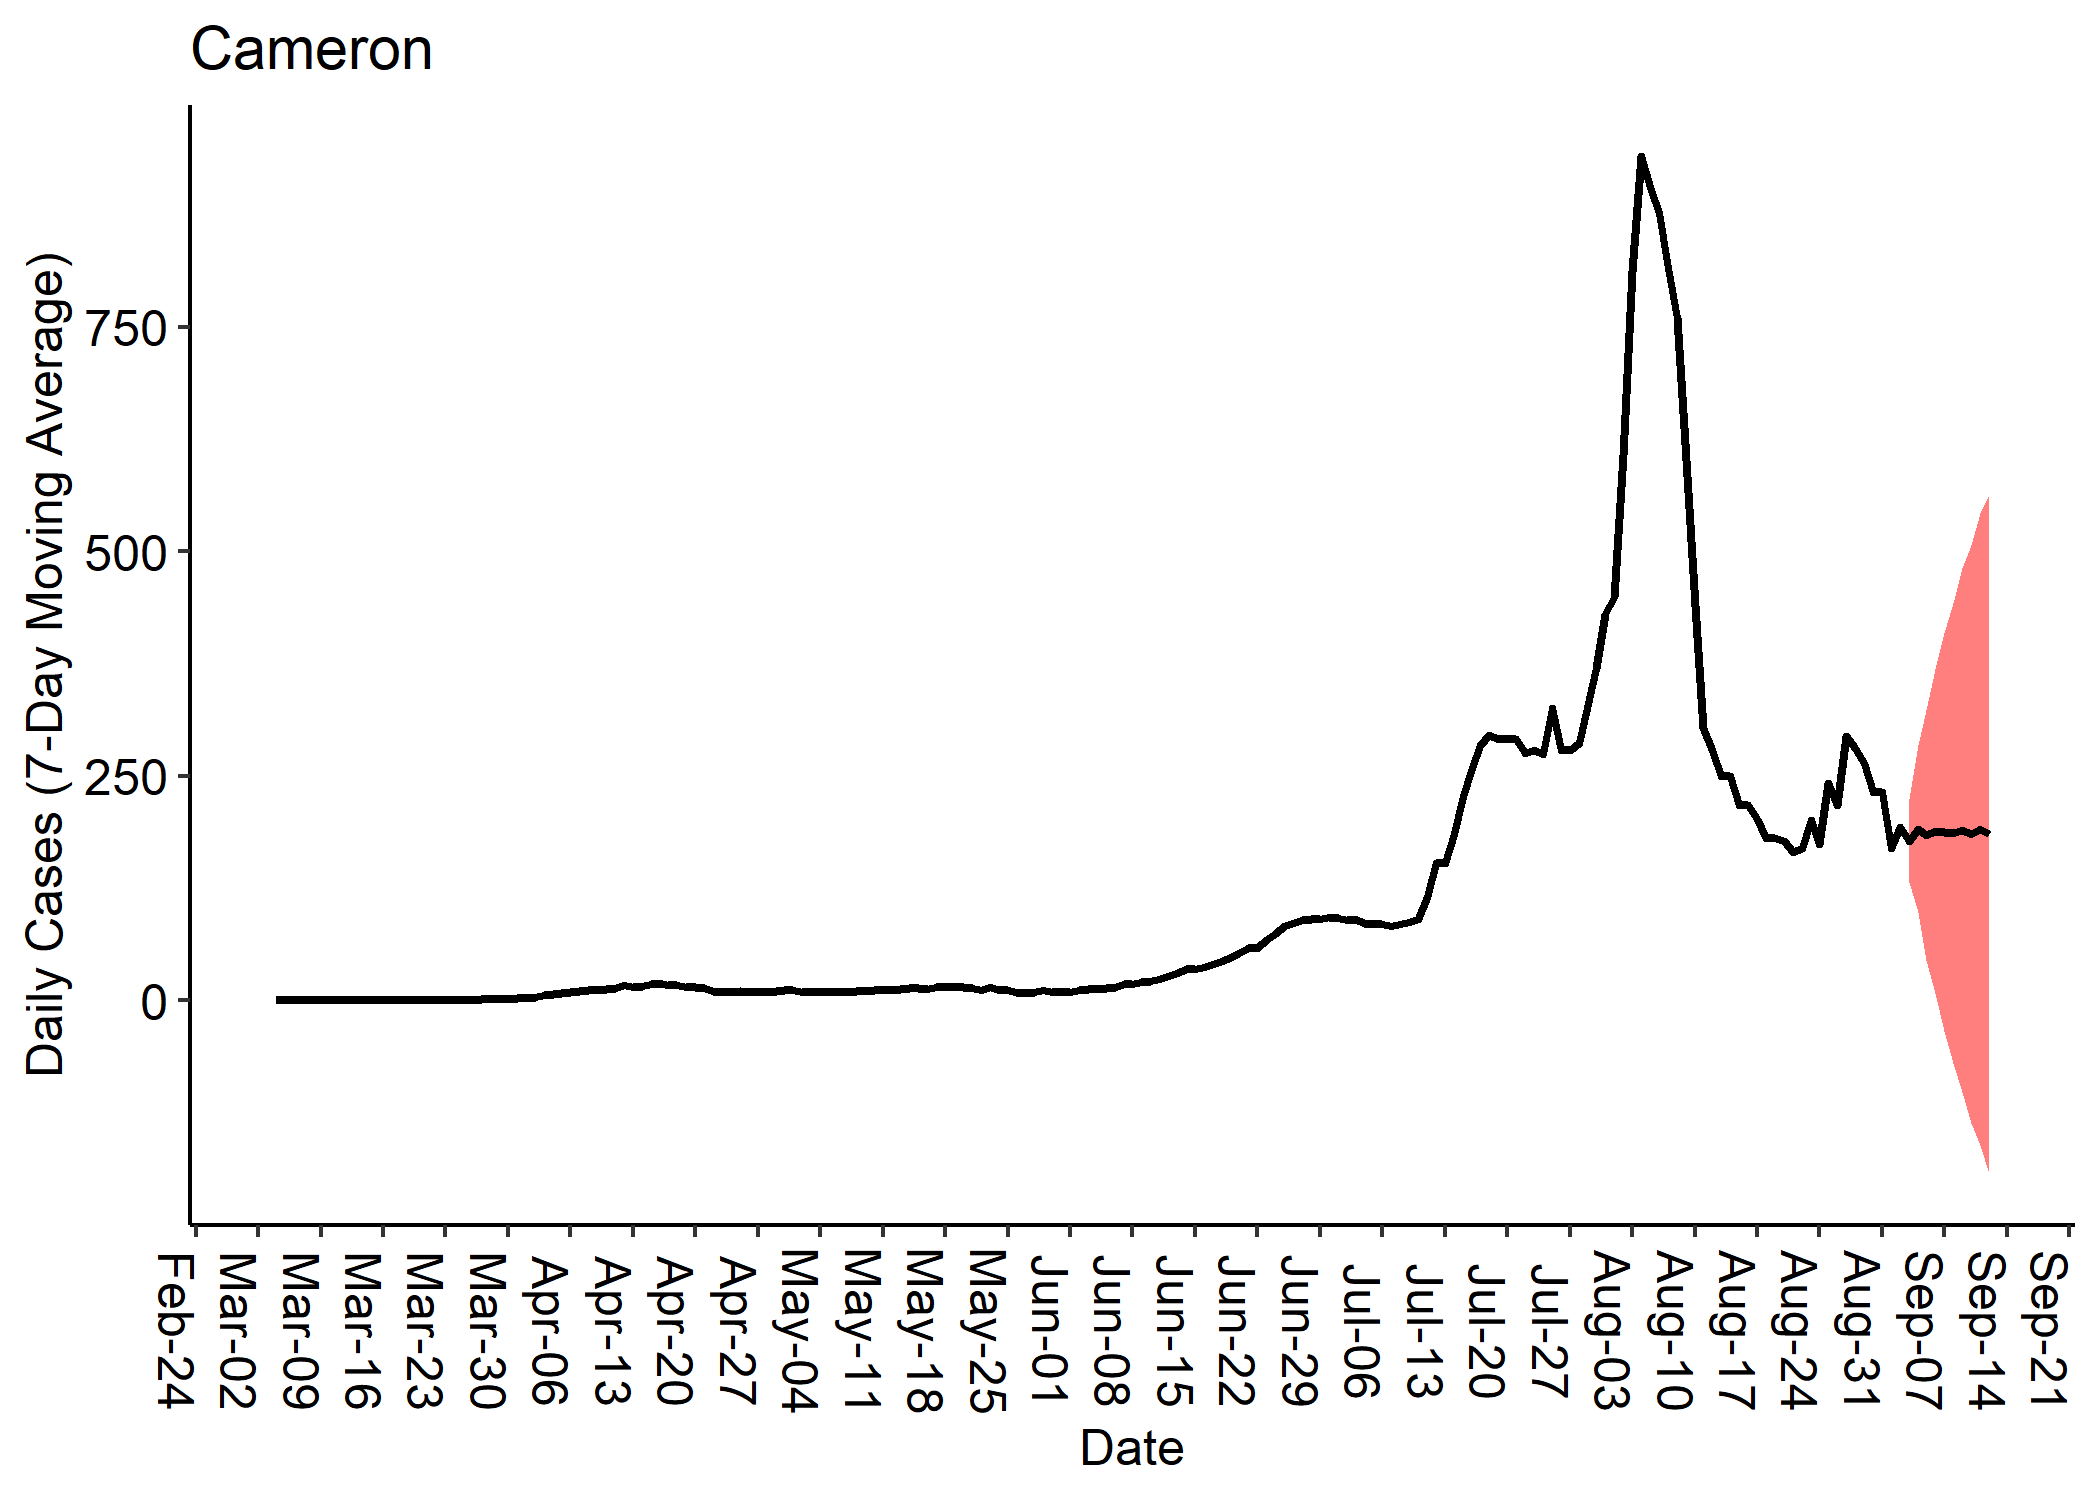 Cameron
Daily Cases (7-Day Moving Average)
750
500
250
0
Feb-24
Mar-02
Mar-09
Mar-16
Mar-23
Mar-30
Apr-06
Apr-13
Apr-20
Apr-27
May-04
May-11
May-18
May-25
Jun-01
Jun-08
Jun-15
Jun-22
Jun-29
Jul-06
Jul-13
Jul-20
Jul-27
Aug-03
Aug-10
Aug-17
Aug-24
Aug-31
Sep-07
Sep-14
Sep-21
Date